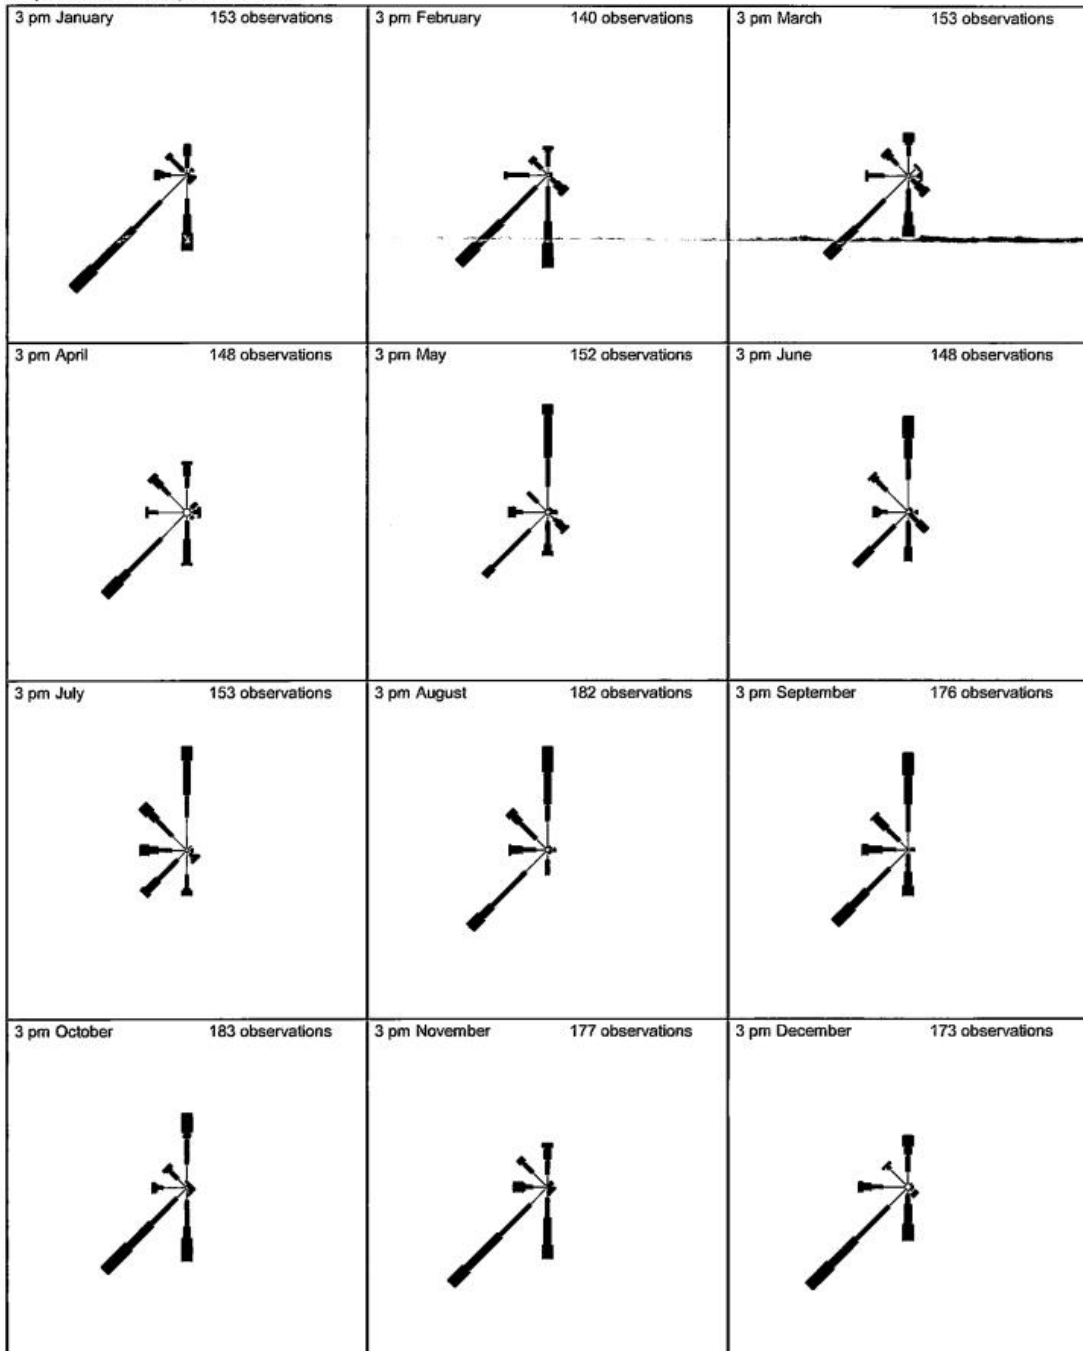 3 pm January 153 observations
3 pm February 140 observations
3 pm March 153 observations
3 pm April 148 observations
3 pm May 152 observations
3 pm June 148 observations
3 pm July 153 observations
3 pm August 182 observations
3 pm September 176 observations
3 pm October 183 observations
3 pm November 177 observations
3 pm December 173 observations